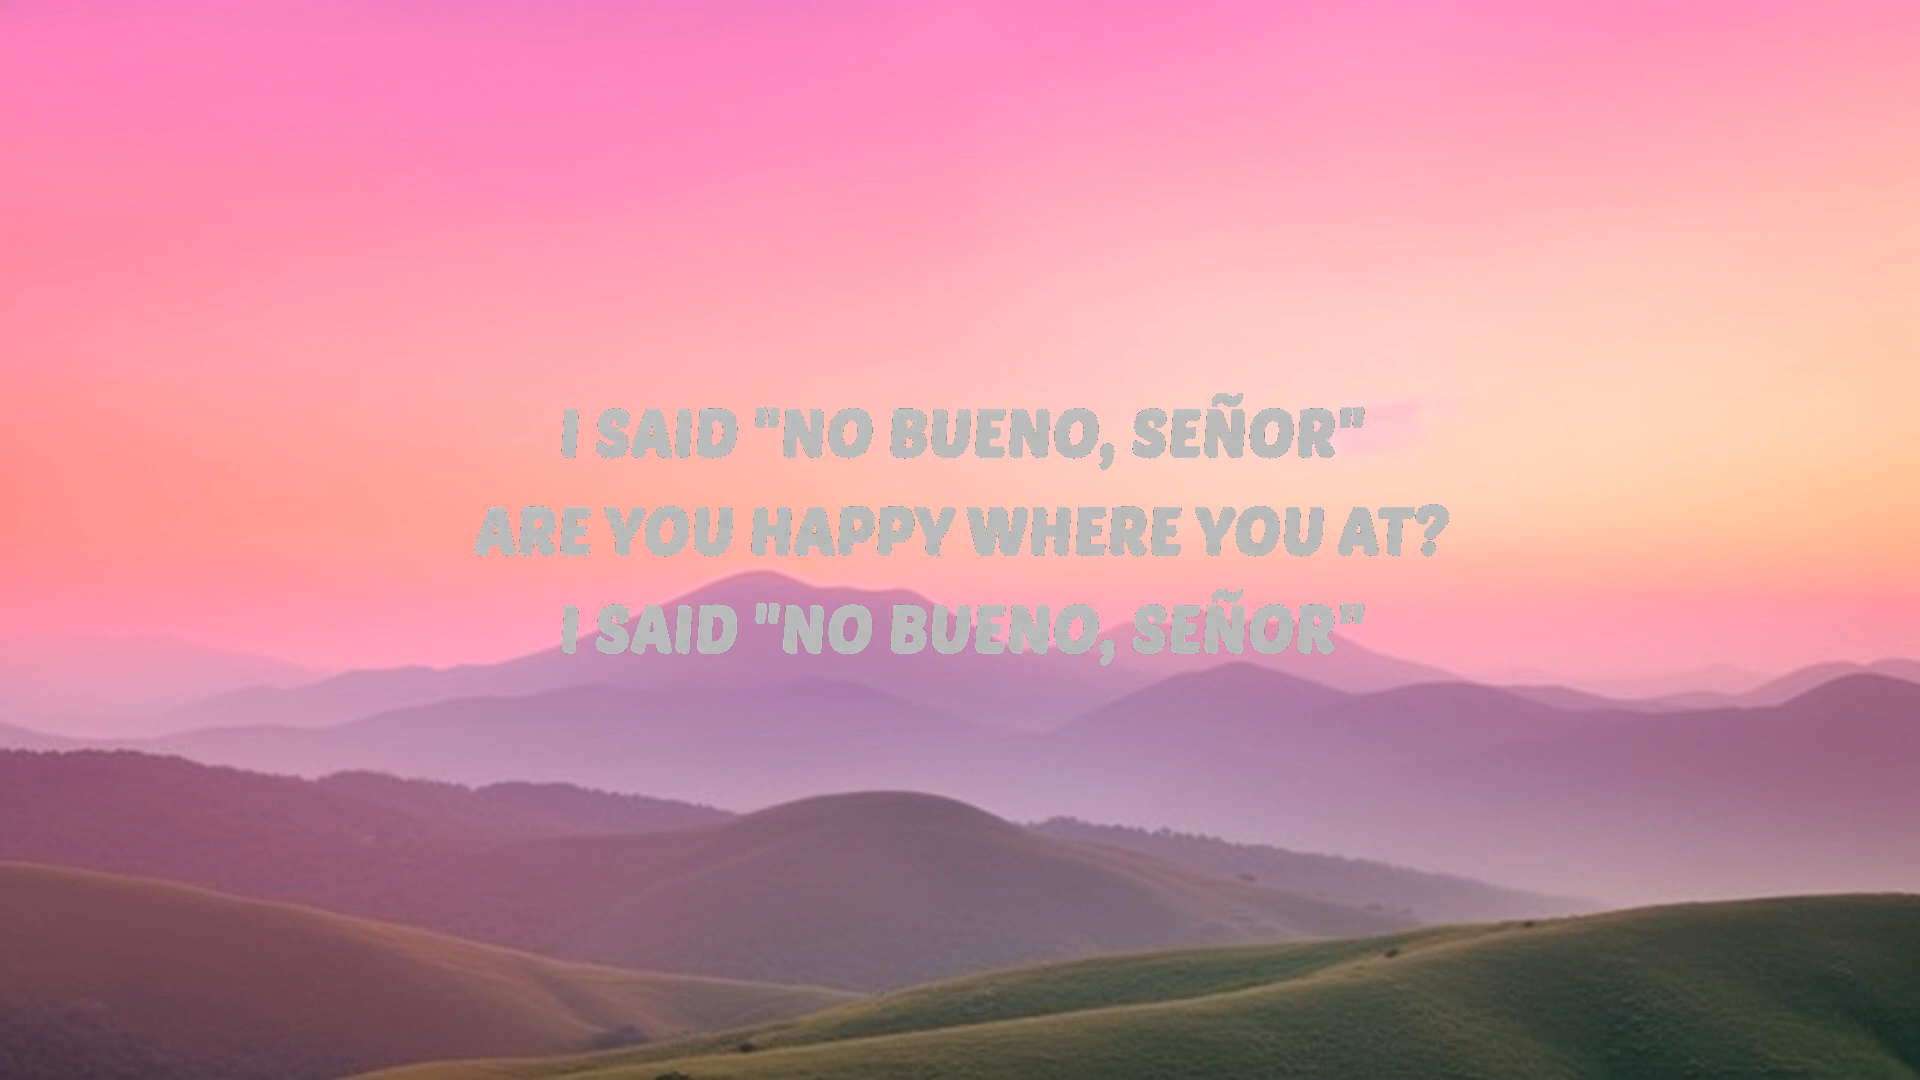 I SAID "NO BUENO, SEÑOR"
ARE YOU HAPPY WHERE YOU AT?
I SAID "NO BUENO, SEÑOR"